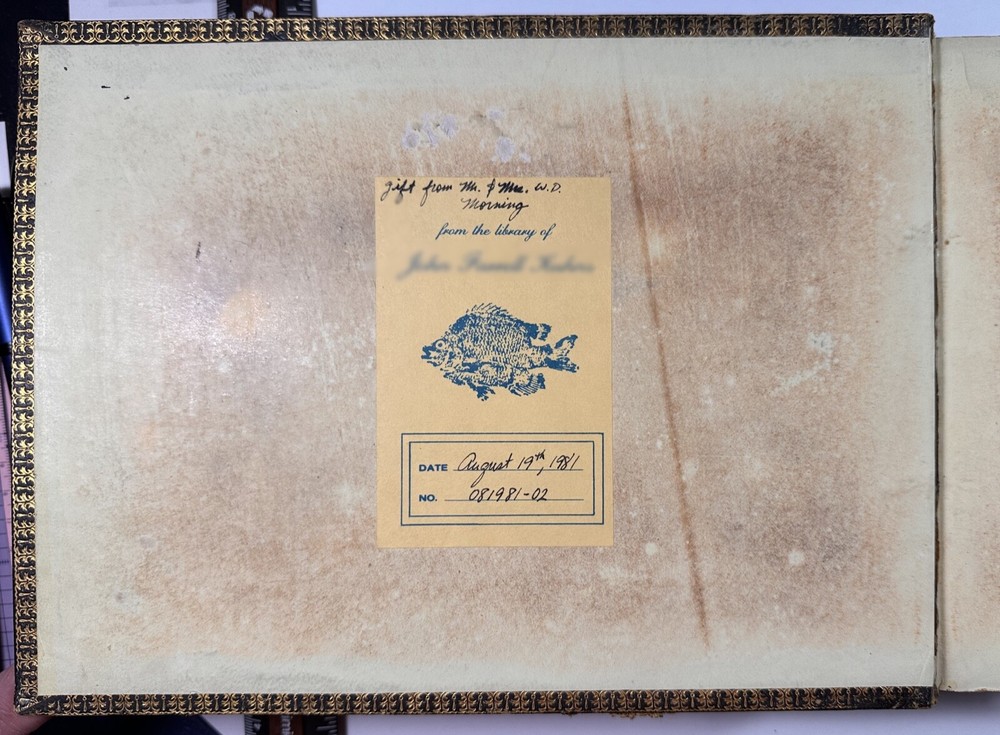 gift from Mr. & Mrs. W.D.
Morning
from the library of
DATE August 19th, 1981
NO. 081981-02